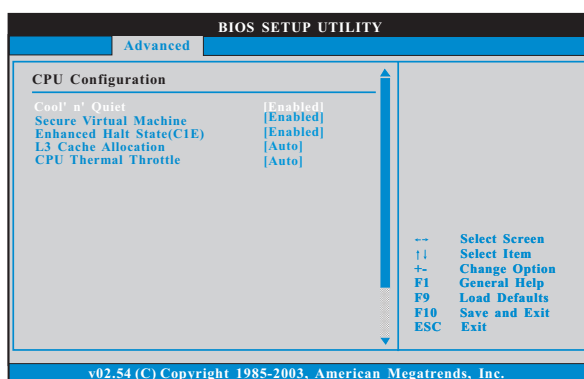 BIOS SETUP UTILITY
Advanced
CPU Configuration
Cool' n' Quiet [Enabled]
Secure Virtual Machine [Enabled]
Enhanced Halt State(C1E) [Enabled]
L3 Cache Allocation [Auto]
CPU Thermal Throttle [Auto]
←→ Select Screen
↑↓ Select Item
+- Change Option
F1 General Help
F9 Load Defaults
F10 Save and Exit
ESC Exit
v02.54 (C) Copyright 1985-2003, American Megatrends, Inc.